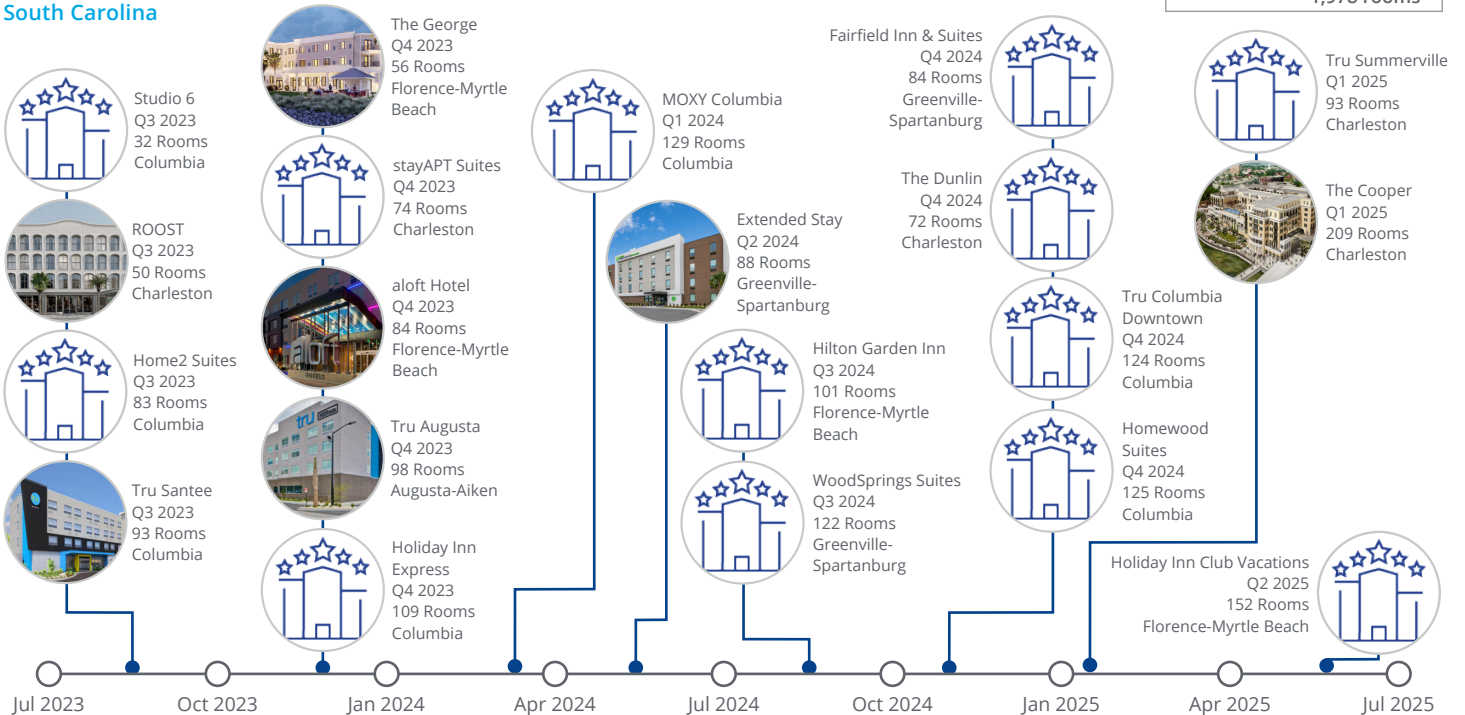 South Carolina
Studio 6
Q3 2023
32 Rooms
Columbia
ROOST
Q3 2023
50 Rooms
Charleston
Home2 Suites
Q3 2023
83 Rooms
Columbia
Tru Santee
Q3 2023
93 Rooms
Columbia
The George
Q4 2023
56 Rooms
Florence-Myrtle
Beach
stayAPT Suites
Q4 2023
74 Rooms
Charleston
aloft Hotel
Q4 2023
84 Rooms
Florence-Myrtle
Beach
Tru Augusta
Q4 2023
98 Rooms
Augusta-Aiken
tru
Hilton
Holiday Inn
Express
Q4 2023
109 Rooms
Columbia
MOXY Columbia
Q1 2024
129 Rooms
Columbia
Extended Stay
Q2 2024
88 Rooms
Greenville-
Spartanburg
Hilton Garden Inn
Q3 2024
101 Rooms
Florence-Myrtle
Beach
WoodSprings Suites
Q3 2024
122 Rooms
Greenville-
Spartanburg
Fairfield Inn & Suites
Q4 2024
84 Rooms
Greenville-
Spartanburg
The Dunlin
Q4 2024
72 Rooms
Charleston
Tru Columbia
Downtown
Q4 2024
124 Rooms
Columbia
Homewood
Suites
Q4 2024
125 Rooms
Columbia
Tru Summerville
Q1 2025
93 Rooms
Charleston
The Cooper
Q1 2025
209 Rooms
Charleston
Holiday Inn Club Vacations
Q2 2025
152 Rooms
Florence-Myrtle Beach
Jul 2023
Oct 2023
Jan 2024
Apr 2024
Jul 2024
Oct 2024
Jan 2025
Apr 2025
Jul 2025